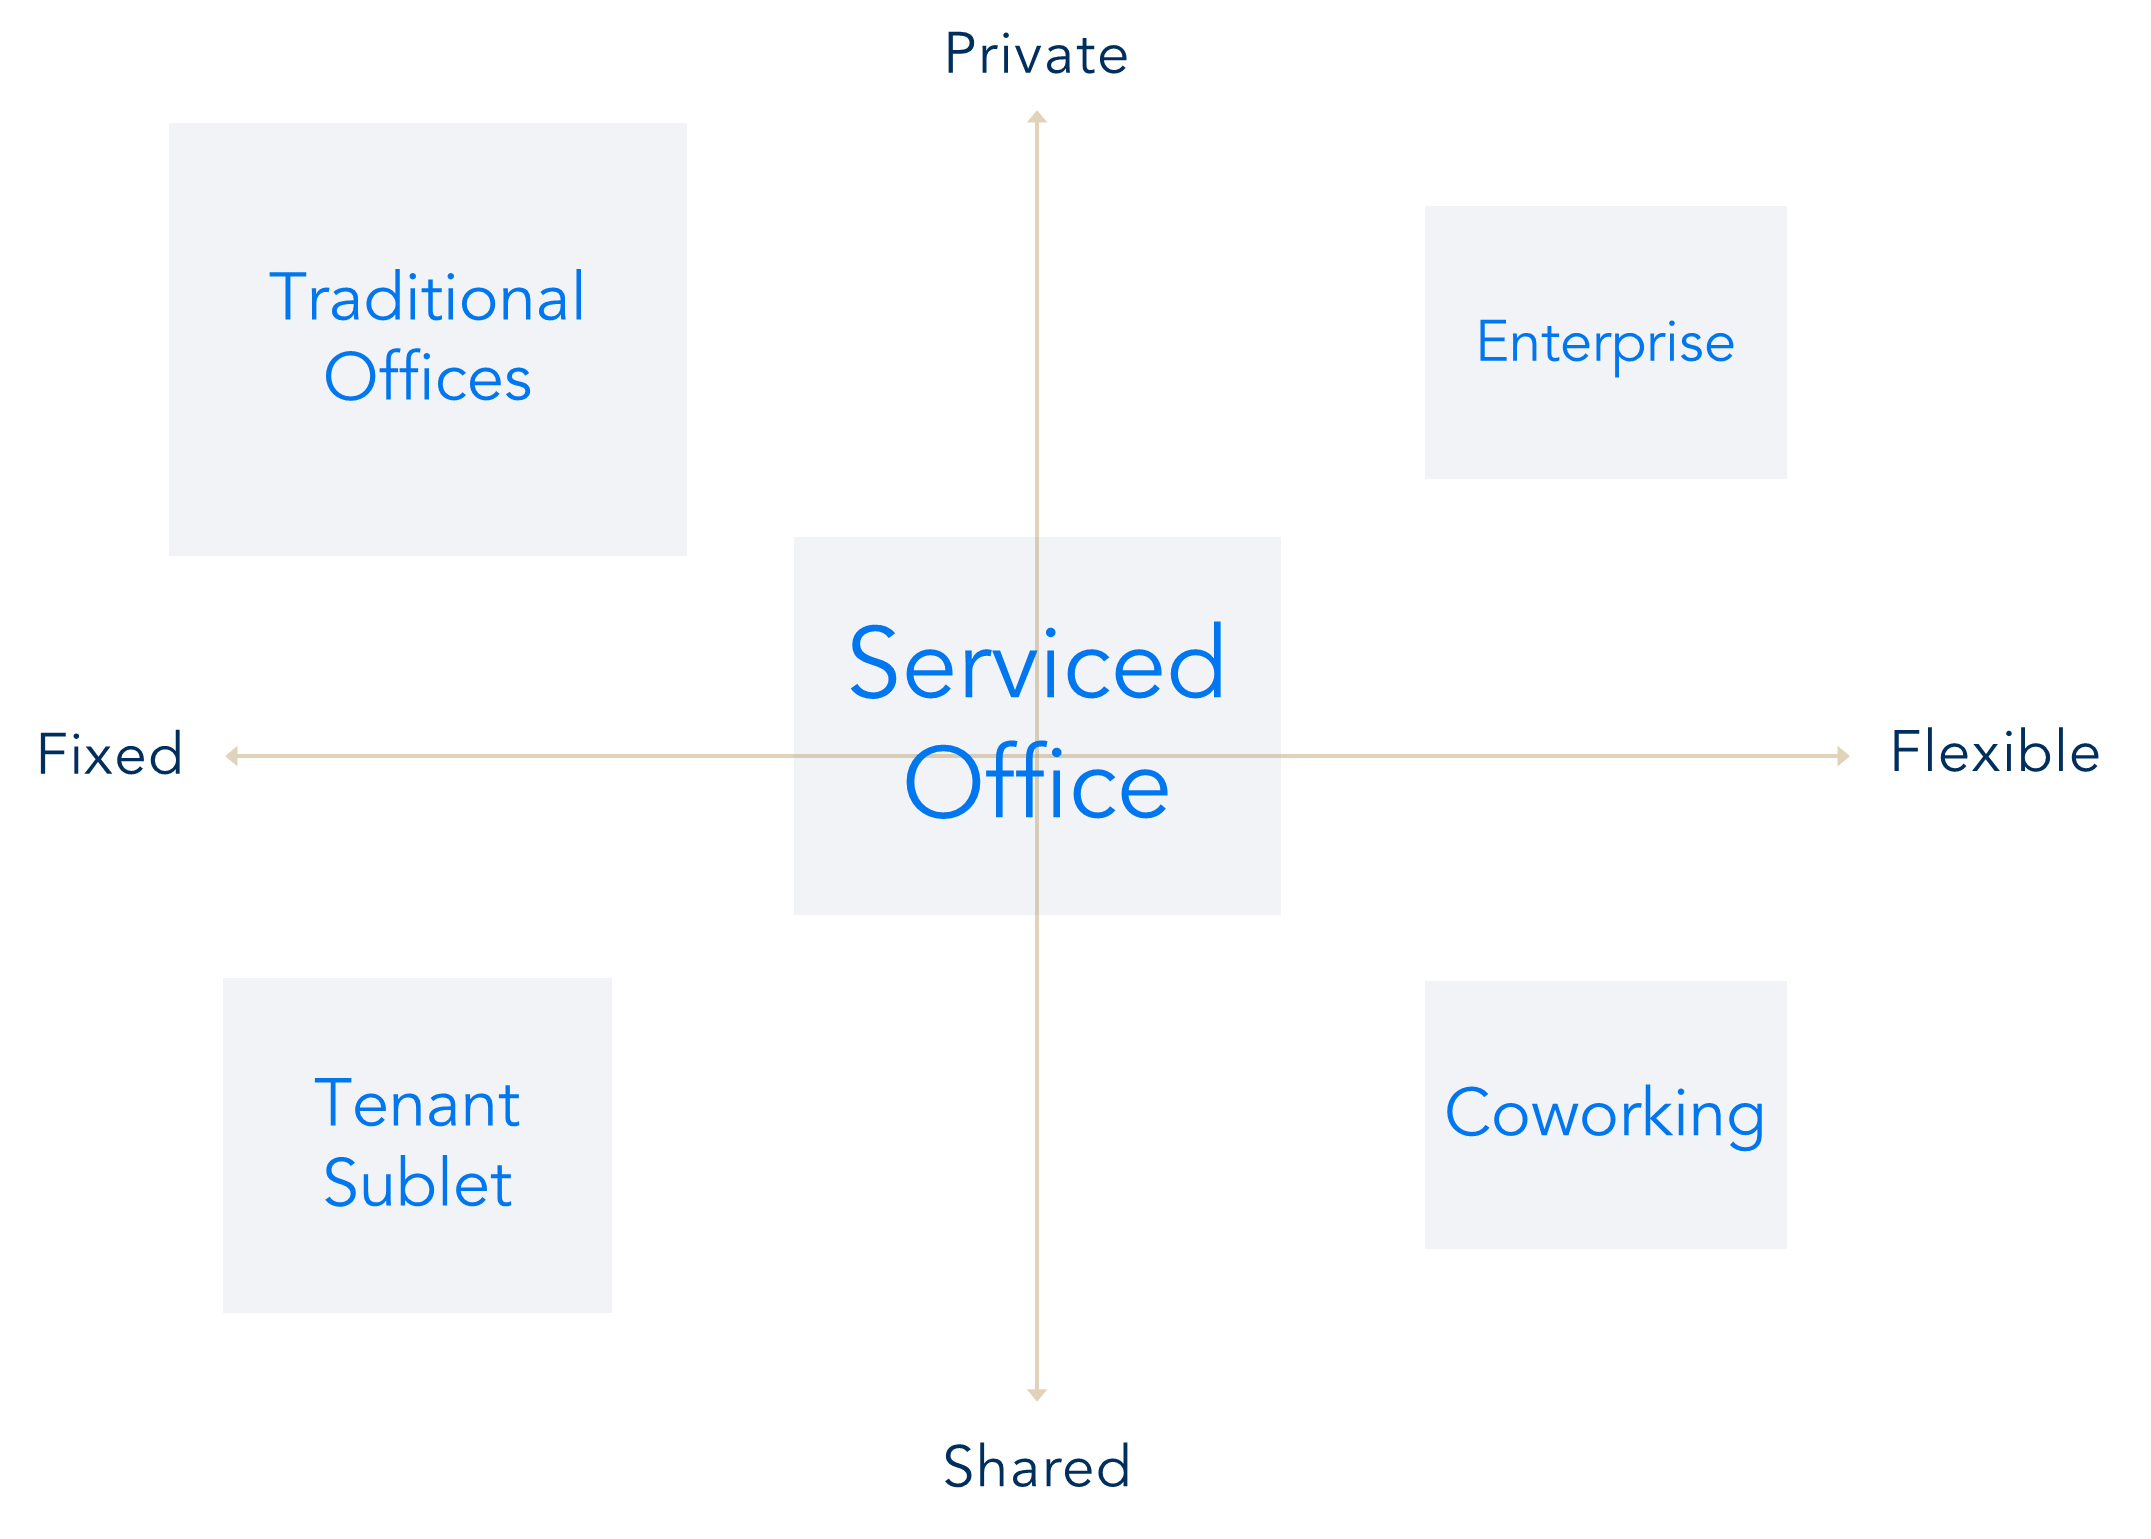 Private
Traditional
Offices
Enterprise
Serviced
Office
Fixed
Flexible
Tenant
Sublet
Coworking
Shared